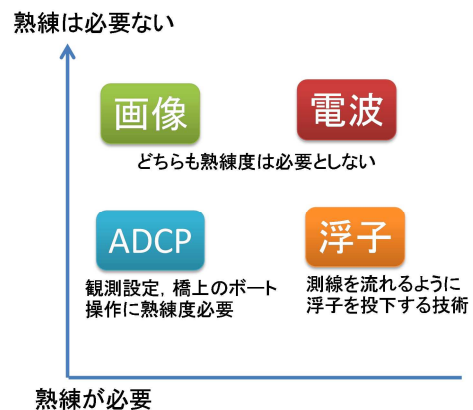 熟練は必要ない
画像
電波
どちらも熟練度は必要としない
ADCP
浮子
観測設定，橋上のボート
操作に熟練度必要
測線を流れるように
浮子を投下する技術
熟練が必要